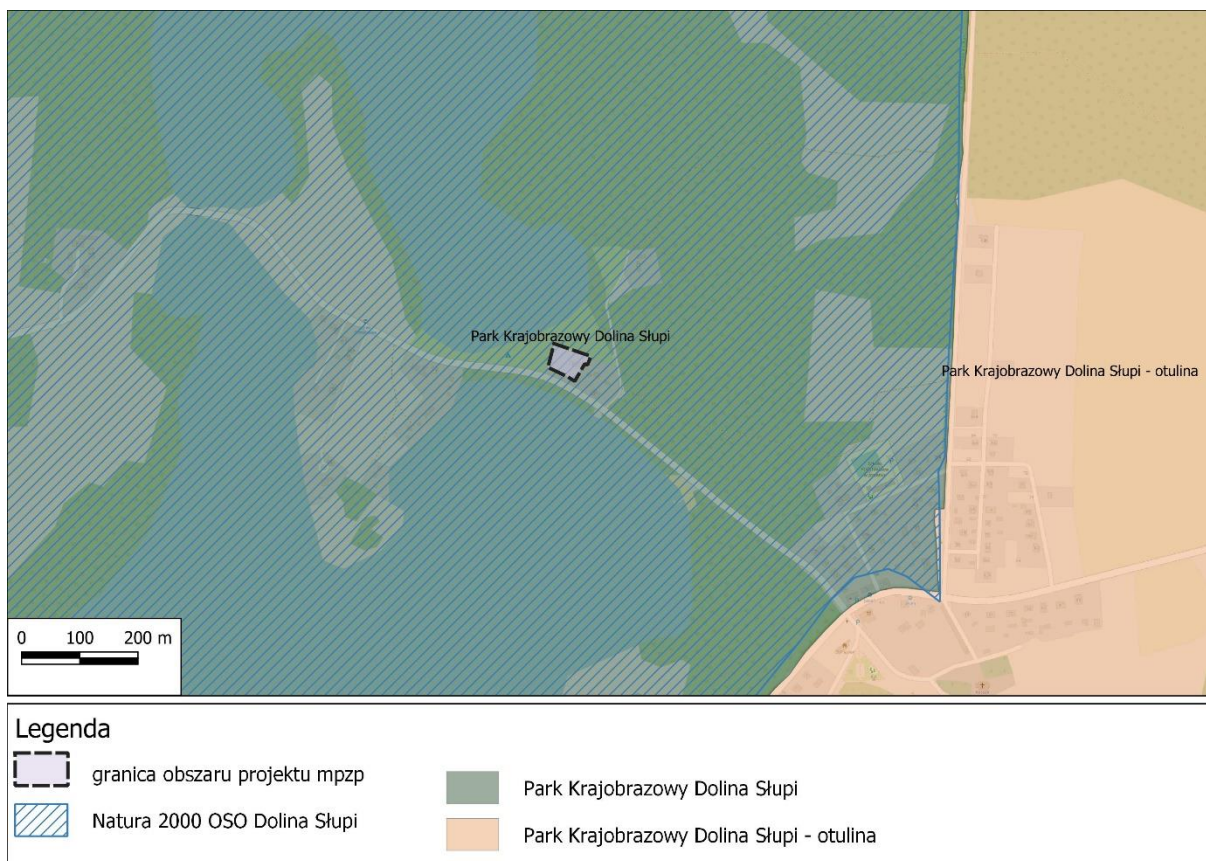 Park Krajobrazowy Dolina Słupi
Park Krajobrazowy Dolina Słupi - otulina
0 100 200 m
Legenda
granica obszaru projektu mpzp
Natura 2000 OSO Dolina Słupi
Park Krajobrazowy Dolina Słupi
Park Krajobrazowy Dolina Słupi - otulina